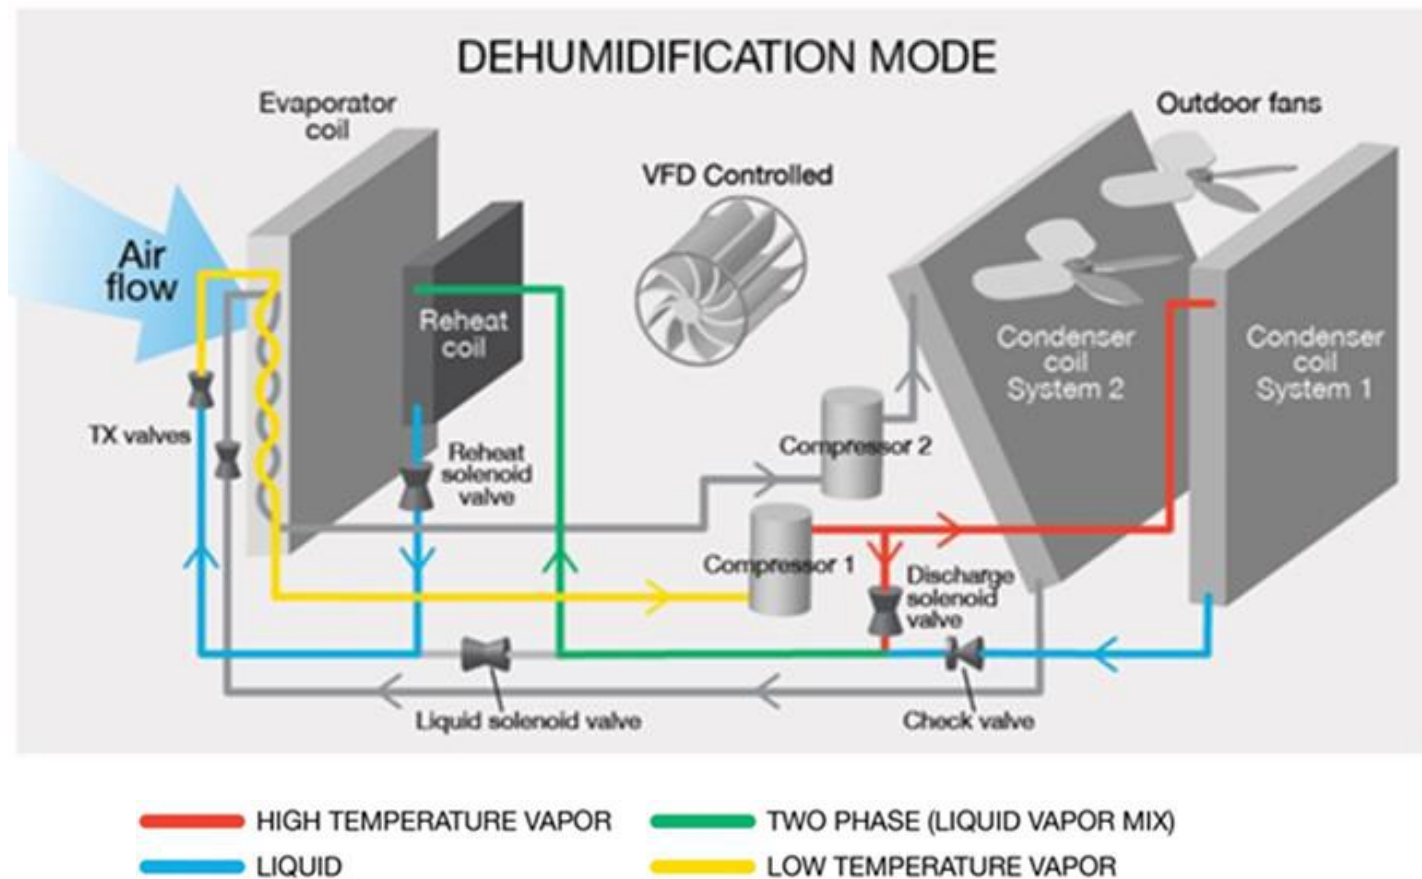 DEHUMIDIFICATION MODE
Evaporator
coil
Outdoor fans
VFD Controlled
Air
flow
Reheat
coil
Condenser
coil
System 2
Condenser
coil
System 1
TX valves
Reheat
solenoid
valve
Compressor 2
Compressor 1
Discharge
solenoid
valve
Liquid solenoid valve
Check valve
HIGH TEMPERATURE VAPOR
TWO PHASE (LIQUID VAPOR MIX)
LIQUID
LOW TEMPERATURE VAPOR